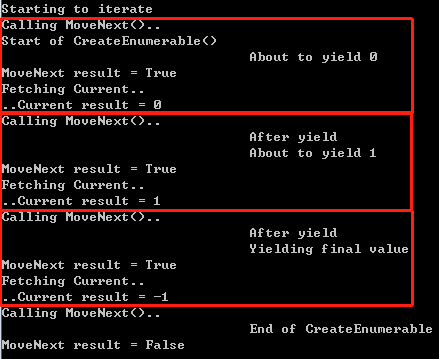 Starting to iterate
Calling MoveNext()..
Start of CreateEnumerable()
About to yield 0
MoveNext result = True
Fetching Current..
..Current result = 0
Calling MoveNext()..
After yield
About to yield 1
MoveNext result = True
Fetching Current..
..Current result = 1
Calling MoveNext()..
After yield
Yielding final value
MoveNext result = True
Fetching Current..
..Current result = -1
Calling MoveNext()..
End of CreateEnumerable
MoveNext result = False